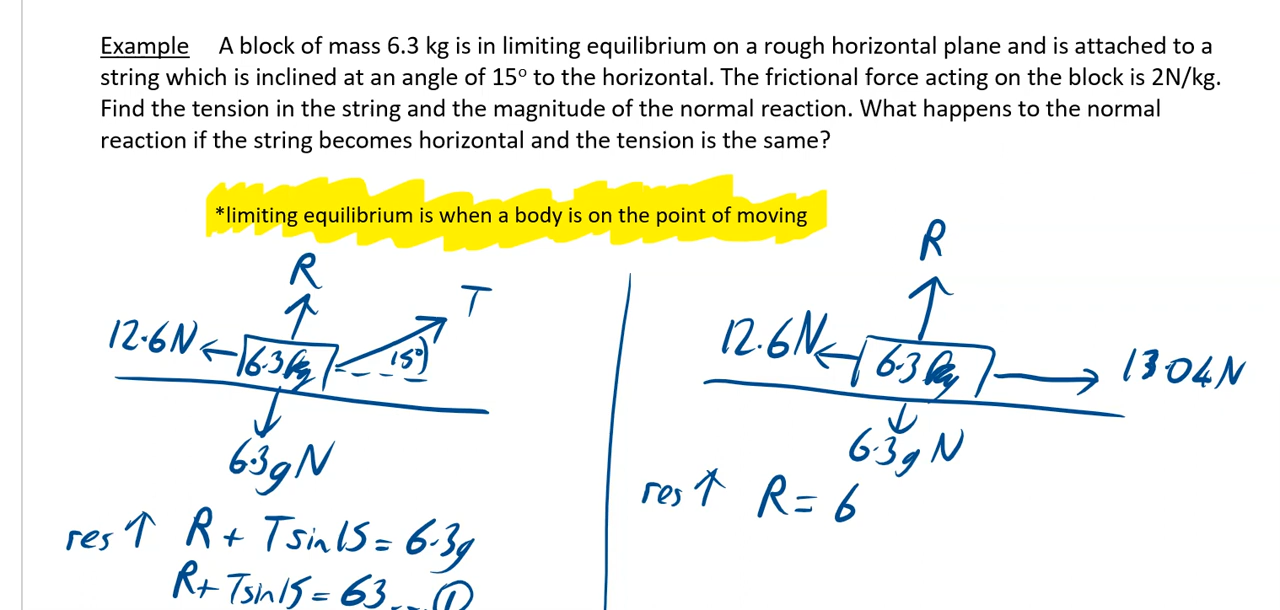 Example A block of mass 6.3 kg is in limiting equilibrium on a rough horizontal plane and is attached to a
string which is inclined at an angle of 15° to the horizontal. The frictional force acting on the block is 2N/kg.
Find the tension in the string and the magnitude of the normal reaction. What happens to the normal
reaction if the string becomes horizontal and the tension is the same?
*limiting equilibrium is when a body is on the point of moving
R
T
12.6N
6.3kg
15°
6.3g N
res ↑ R + T sin 15 = 6.3g
R + T sin 15 = 63 ... ①
R
12.6N
6.3 kg
13.04N
6.3g N
res ↑ R = 6